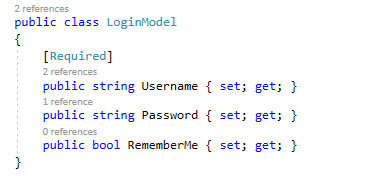 2 references
public class LoginModel
{
[Required]
2 references
public string Username { set; get; }
1 reference
public string Password { set; get; }
0 references
public bool RememberMe { set; get; }
}